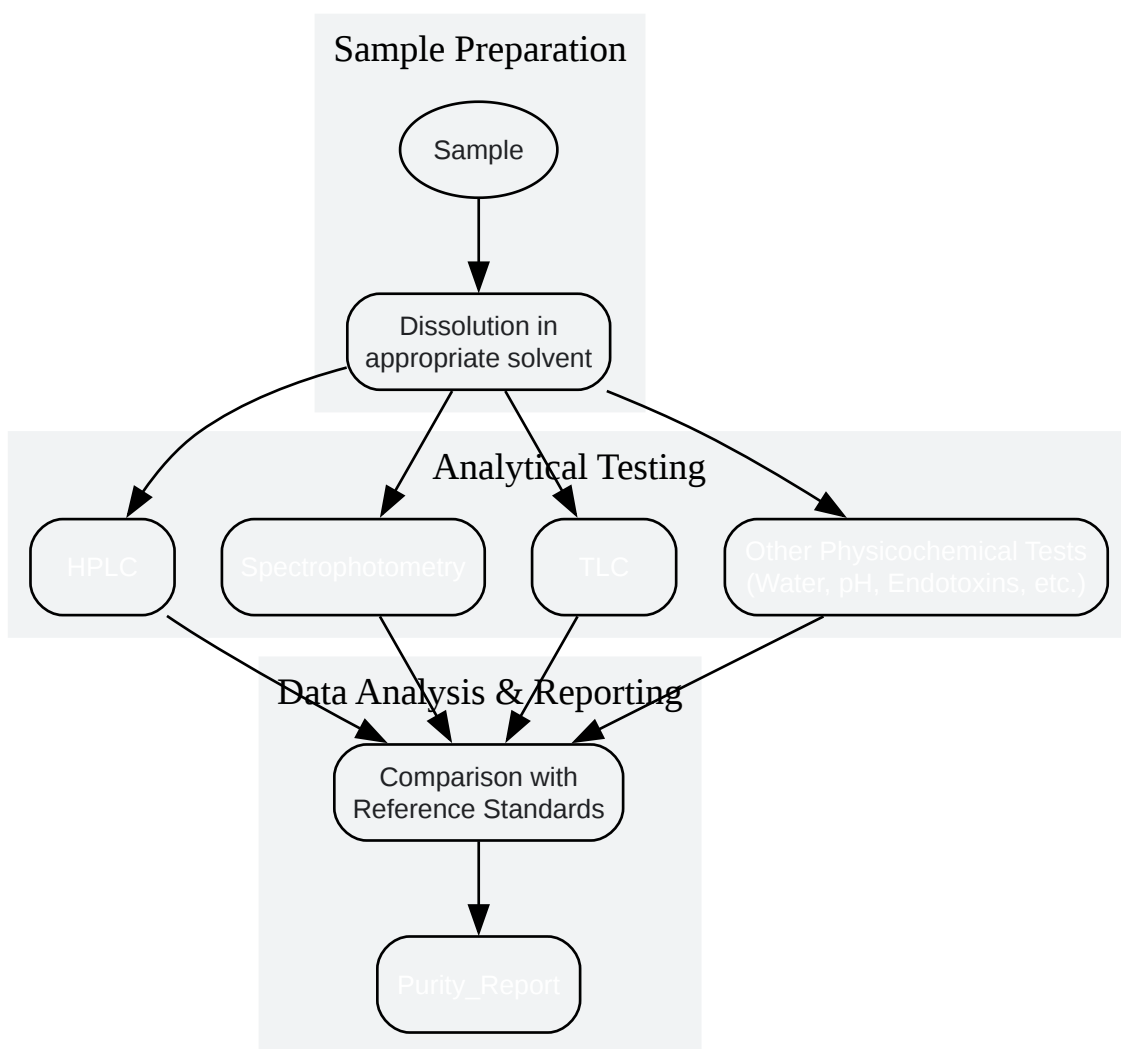 Sample Preparation
Sample
Dissolution in
appropriate solvent
Analytical Testing
HPLC
Spectrophotometry
TLC
Other Physicochemical Tests
(Water, pH, Endotoxins, etc.)
Data Analysis & Reporting
Comparison with
Reference Standards
Purity_Report